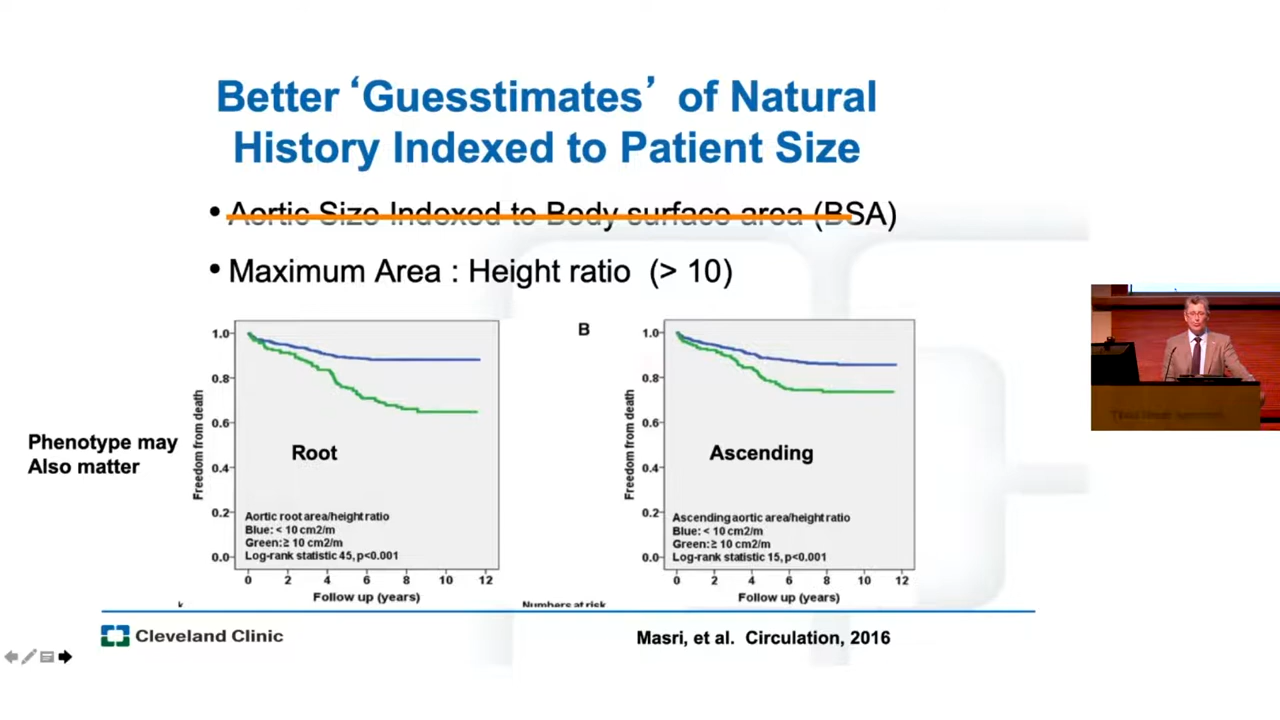 Better ‘Guesstimates’ of Natural
History Indexed to Patient Size
• Aortic Size Indexed to Body surface area (BSA)
• Maximum Area : Height ratio (> 10)
Phenotype may
Also matter
Freedom from death
1.0
0.8
0.6
0.4
0.2
0.0
Root
Aortic root area/height ratio
Blue: < 10 cm2/m
Green: ≥ 10 cm2/m
Log-rank statistic 45, p<0.001
0 2 4 6 8 10 12
Follow up (years)
B
Freedom from death
1.0
0.8
0.6
0.4
0.2
0.0
Ascending
Ascending aortic area/height ratio
Blue: < 10 cm2/m
Green: ≥ 10 cm2/m
Log-rank statistic 15, p<0.001
0 2 4 6 8 10 12
Follow up (years)
k
Numbers at risk
Cleveland Clinic
Masri, et al. Circulation, 2016